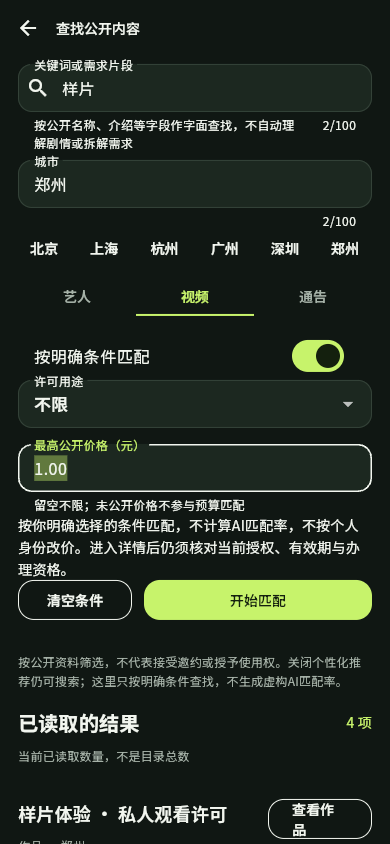 查找公开内容
关键词或需求片段
样片
按公开名称、介绍等字段作字面查找，不自动理
解剧情或拆解需求
2/100
城市
郑州
2/100
北京 上海 杭州 广州 深圳 郑州
艺人 视频 通告
按明确条件匹配
许可用途
不限
最高公开价格（元）
1.00
留空不限；未公开价格不参与预算匹配
按你明确选择的条件匹配，不计算AI匹配率，不按个人
身份改价。进入详情后仍须核对当前授权、有效期与办
理资格。
清空条件 开始匹配
按公开资料筛选，不代表接受邀约或授予使用权。关闭个性化推
荐仍可搜索；这里只按明确条件查找，不生成虚构AI匹配率。
已读取的结果 4 项
当前已读取数量，不是目录总数
样片体验 · 私人观看许可
查看作
品